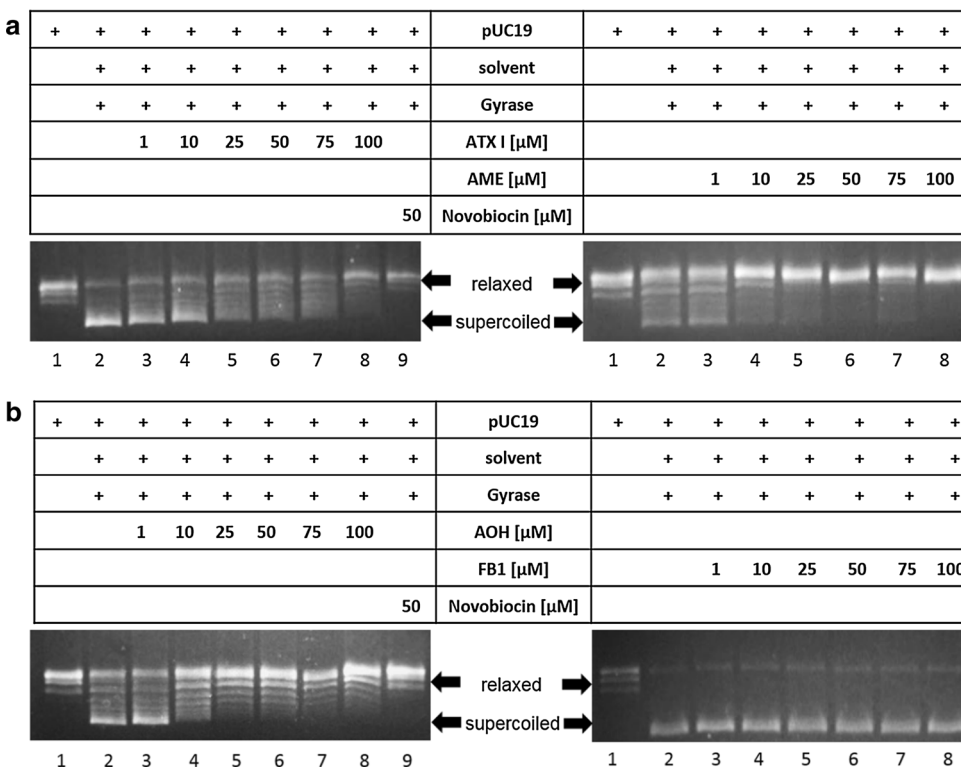 a
+ + + + + + + + + pUC19 + + + + + + + +
+ + + + + + + + solvent + + + + + + +
+ + + + + + + + Gyrase + + + + + + +
1 10 25 50 75 100 ATX I [µM]
AME [µM] 1 10 25 50 75 100
50 Novobiocin [µM]
relaxed
supercoiled
1 2 3 4 5 6 7 8 9 1 2 3 4 5 6 7 8
b
+ + + + + + + + + pUC19 + + + + + + + +
+ + + + + + + + solvent + + + + + + +
+ + + + + + + + Gyrase + + + + + + +
1 10 25 50 75 100 AOH [µM]
FB1 [µM] 1 10 25 50 75 100
50 Novobiocin [µM]
relaxed
supercoiled
1 2 3 4 5 6 7 8 9 1 2 3 4 5 6 7 8